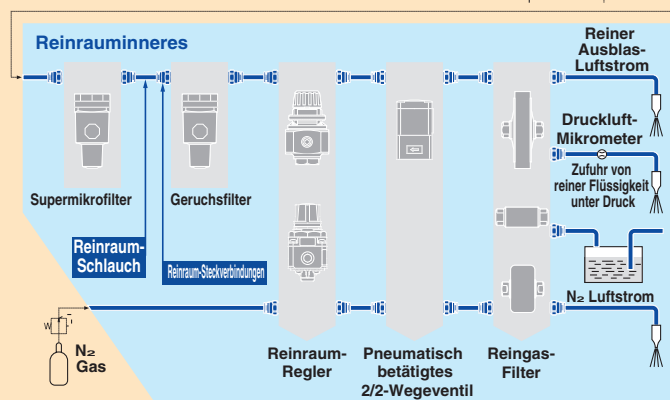 Reinrauminneres
Reiner
Ausblas-
Luftstrom
Druckluft-
Mikrometer
Zufuhr von
reiner Flüssigkeit
unter Druck
Supermikrofilter
Geruchsfilter
Reinraum-
Schlauch
Reinraum-Steckverbindungen
N₂ Luftstrom
W
N₂
Gas
Reinraum-
Regler
Pneumatisch
betätigtes
2/2-Wegeventil
Reingas-
Filter